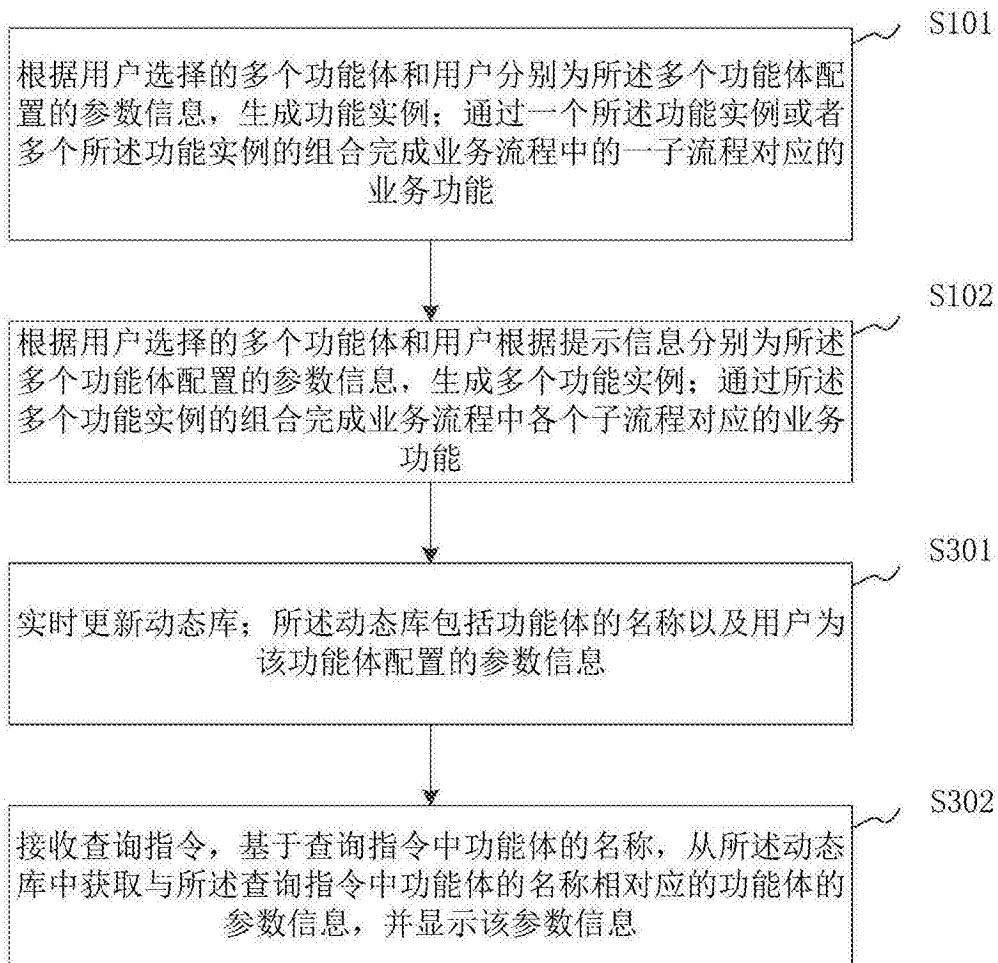 S101
根据用户选择的多个功能体和用户分别为所述多个功能体配
置的参数信息，生成功能实例；通过一个所述功能实例或者
多个所述功能实例的组合完成业务流程中的一子流程对应的
业务功能
S102
根据用户选择的多个功能体和用户根据提示信息分别为所述
多个功能体配置的参数信息，生成多个功能实例；通过所述
多个功能实例的组合完成业务流程中各个子流程对应的业务
功能
S301
实时更新动态库；所述动态库包括功能体的名称以及用户为
该功能体配置的参数信息
S302
接收查询指令，基于查询指令中功能体的名称，从所述动态
库中获取与所述查询指令中功能体的名称相对应的功能体的
参数信息，并显示该参数信息